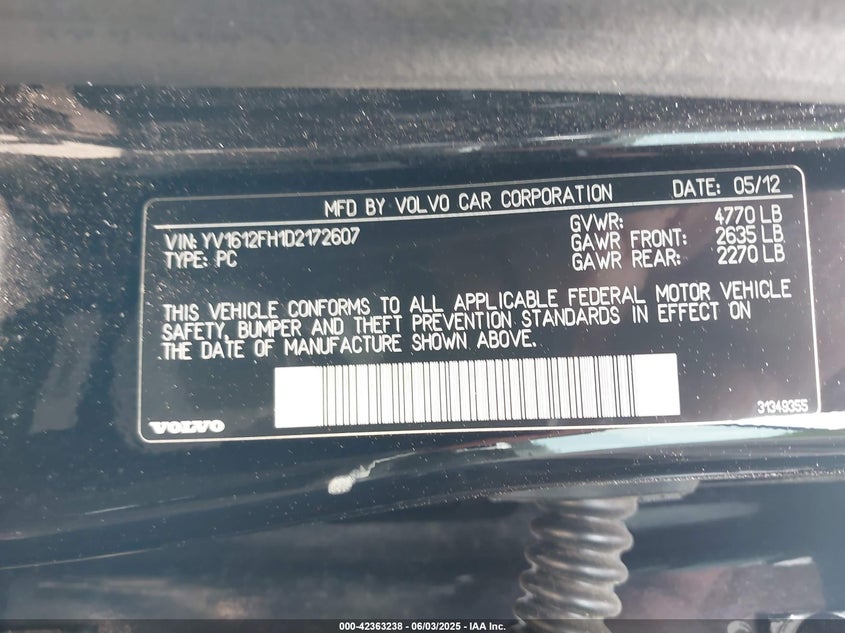 MFD BY VOLVO CAR CORPORATION DATE: 05/12
VIN: YV1612FH1D2172607 GVWR: 4770 LB
TYPE: PC GAWR FRONT: 2635 LB
GAWR REAR: 2270 LB
THIS VEHICLE CONFORMS TO ALL APPLICABLE FEDERAL MOTOR VEHICLE
SAFETY, BUMPER AND THEFT PREVENTION STANDARDS IN EFFECT ON
THE DATE OF MANUFACTURE SHOWN ABOVE.
VOLVO 31348355
000-42363238 - 06/03/2025 - IAA Inc.